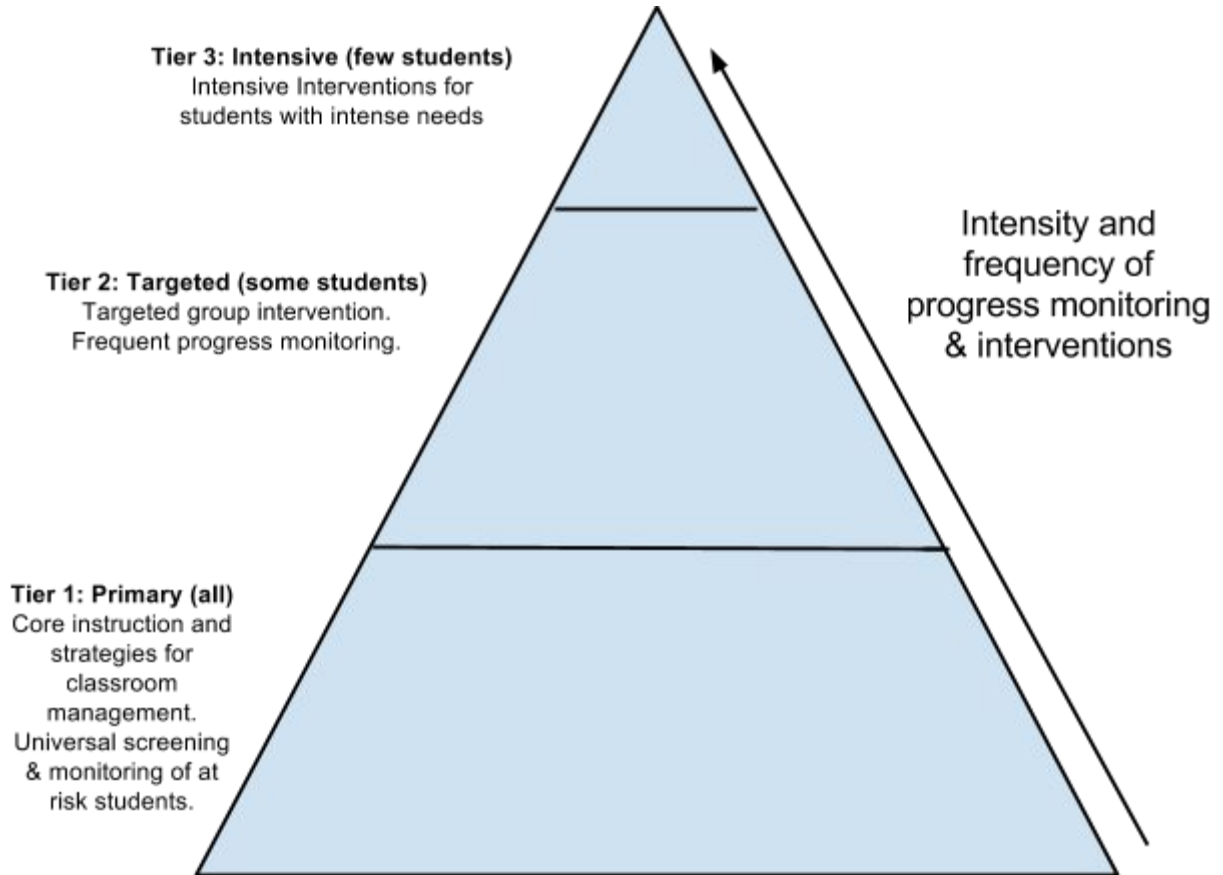 Tier 3: Intensive (few students)
Intensive Interventions for
students with intense needs
Tier 2: Targeted (some students)
Targeted group intervention.
Frequent progress monitoring.
Tier 1: Primary (all)
Core instruction and
strategies for
classroom
management.
Universal screening
& monitoring of at
risk students.
Intensity and
frequency of
progress monitoring
& interventions